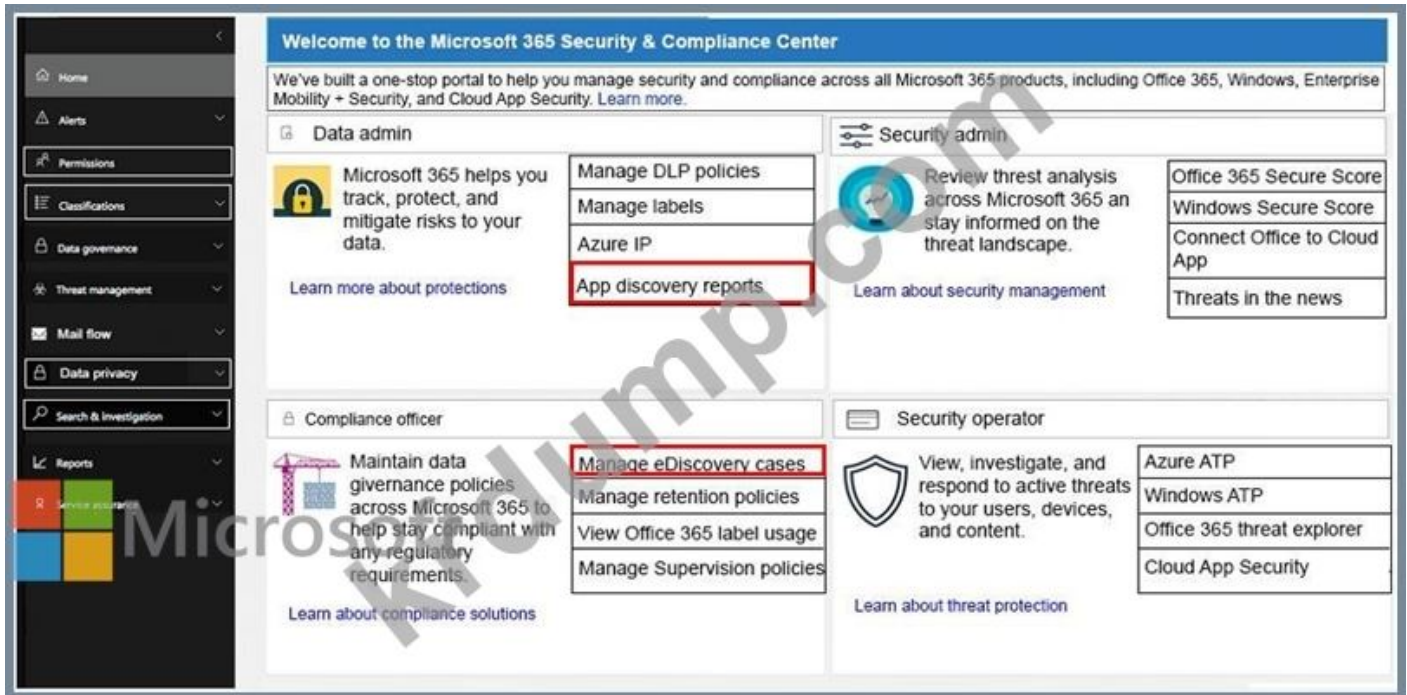 Welcome to the Microsoft 365 Security & Compliance Center
We've built a one-stop portal to help you manage security and compliance across all Microsoft 365 products, including Office 365, Windows, Enterprise
Mobility + Security, and Cloud App Security. Learn more.
Home
Alerts
Permissions
Classifications
Data governance
Threat management
Mail flow
Data privacy
Search & investigation
Reports
Service assurance
Data admin
Microsoft 365 helps you
track, protect, and
mitigate risks to your
data.
Learn more about protections
Manage DLP policies
Manage labels
Azure IP
App discovery reports
Security admin
Review threst analysis
across Microsoft 365 an
stay informed on the
threat landscape.
Learn about security management
Office 365 Secure Score
Windows Secure Score
Connect Office to Cloud
App
Threats in the news
Compliance officer
Maintain data
givernance policies
across Microsoft 365 to
help stay compliant with
any regulatory
requirements.
Learn about compliance solutions
Manage eDiscovery cases
Manage retention policies
View Office 365 label usage
Manage Supervision policies
Security operator
View, investigate, and
respond to active threats
to your users, devices,
and content.
Learn about threat protection
Azure ATP
Windows ATP
Office 365 threat explorer
Cloud App Security
Microsoft
krdump.com